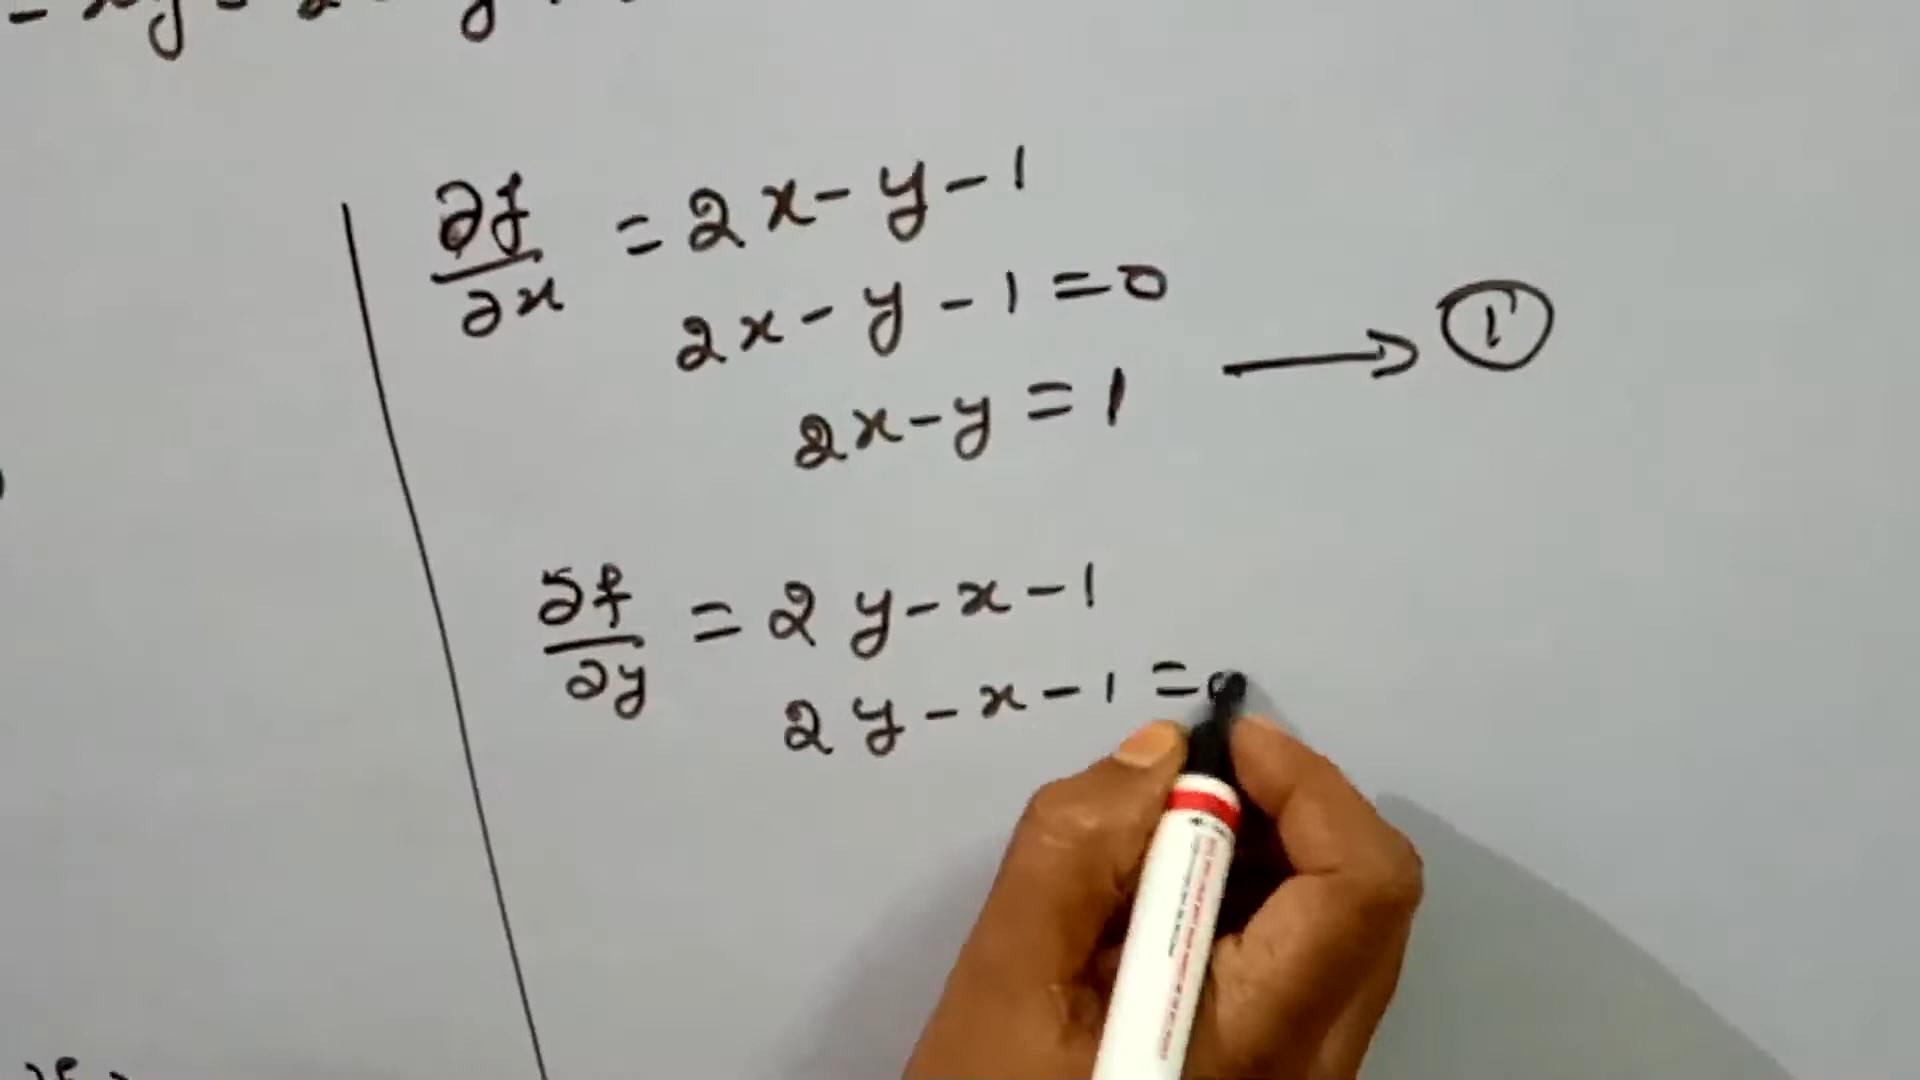 ∂f/∂x = 2x - y - 1
2x - y - 1 = 0
2x - y = 1 → ①
∂f/∂y = 2y - x - 1
2y - x - 1 = 0